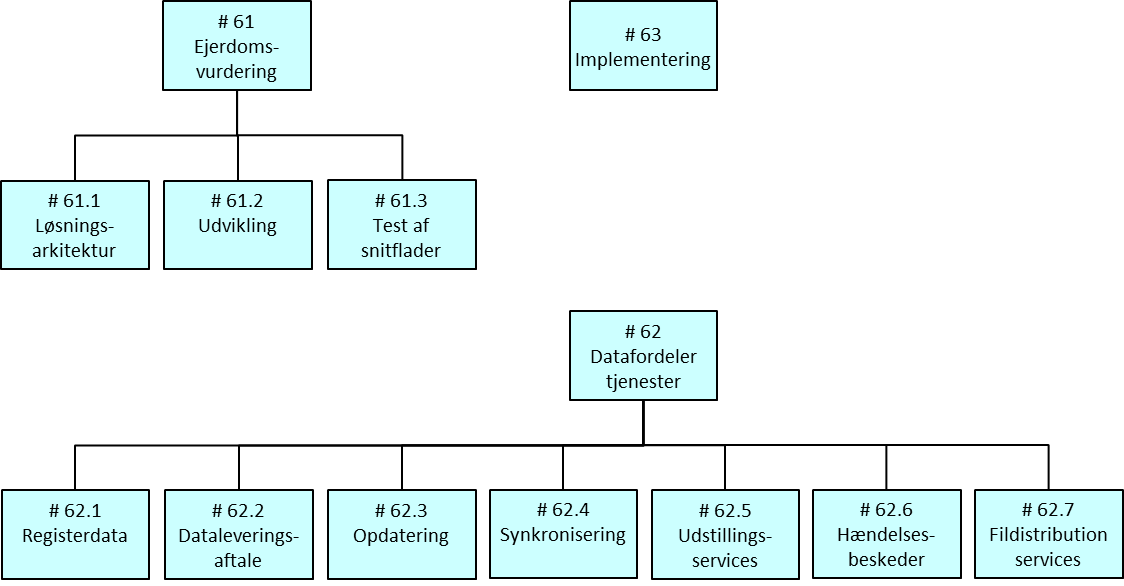 # 61
Ejerdoms-
vurdering
# 63
Implementering
# 61.1
Løsnings-
arkitektur
# 61.2
Udvikling
# 61.3
Test af
snitflader
# 62
Datafordeler
tjenester
# 62.1
Registerdata
# 62.2
Dataleverings-
aftale
# 62.3
Opdatering
# 62.4
Synkronisering
# 62.5
Udstillings-
services
# 62.6
Hændelses-
beskeder
# 62.7
Fildistribution
services